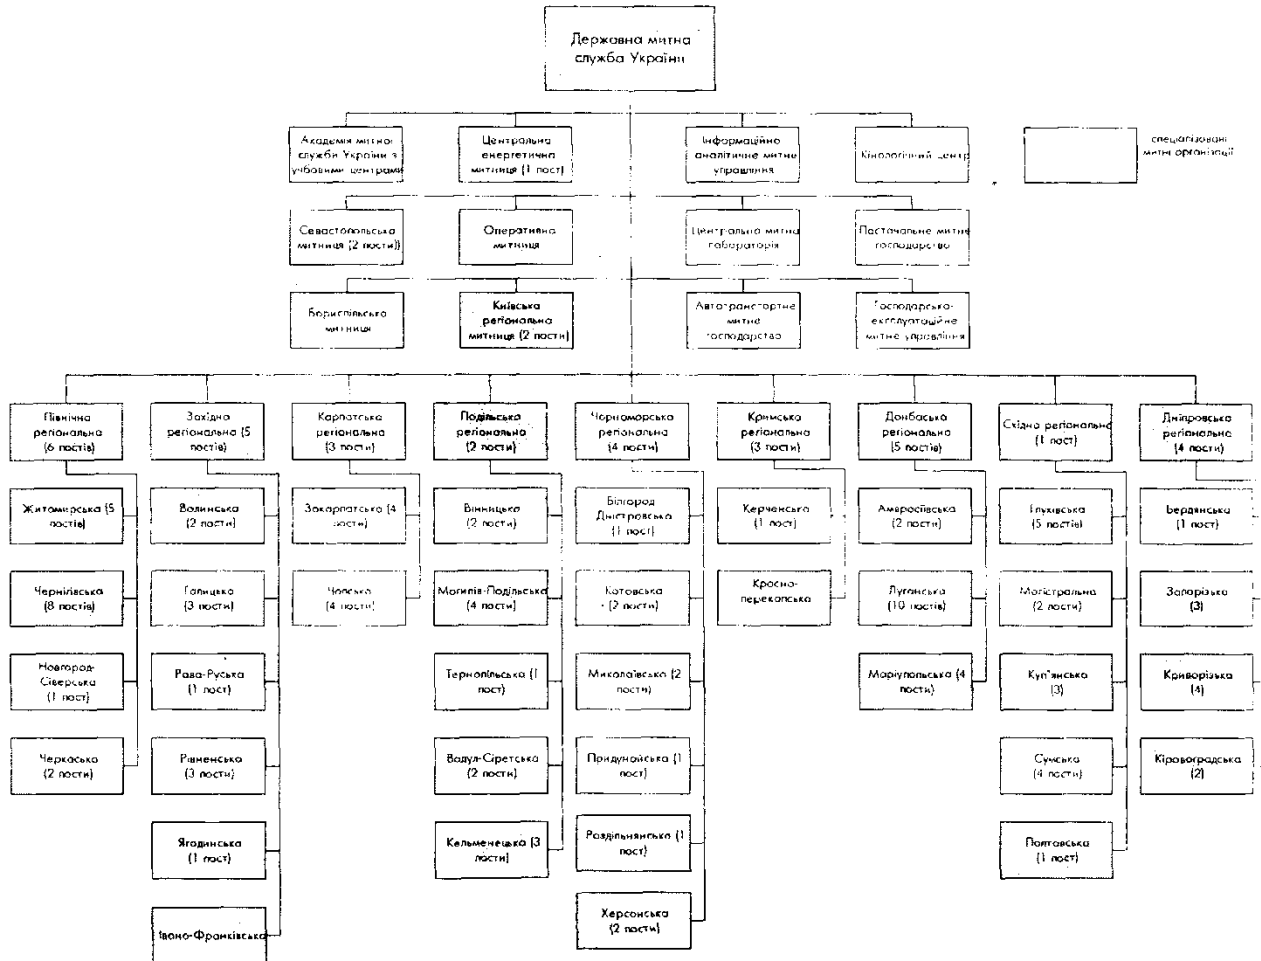 Державна митна
служба України
Академія митної
служби України з
учбовими центрами
Центральна
енергетична
митниця (1 пост)
Інформаційно
аналітичне митне
управління
Кінологічний центр
спеціалізовані
митні організації
Севастопольська
митниця (2 пости))
Оперативна
митниця
Центральна митна
лабораторія
Постачальне митне
господарство
Бориспільська
митниця
Київська
регіональна
митниця (2 пости)
Автотранспортне
митне
господарство
Господарсько-
експлуатаційне
митне управління
Північна
регіональна
(6 постів)
Західна
регіональна (5
постів)
Карпатська
регіональна
(3 пости)
Подільська
регіональна
(2 пости)
Чорноморська
регіональна
(4 пости)
Кримська
регіональна
(3 пости)
Донбаська
регіональна
(5 постів)
Східна регіональна
(1 пост)
Дніпровська
регіональна
(4 пости)
Житомирська (5
постів)
Волинська
(2 пости)
Закарпатська (4
пости)
Вінницька
(2 пости)
Білгород
Дністровська
(1 пост)
Керченська
(1 пост)
Амвросіївська
(2 пости)
Глухівська
(5 постів)
Бердянська
(1 пост)
Чернігівська
(8 постів)
Галицька
(3 пости)
Чопська
(4 пости)
Могилів-Подільська
(4 пости)
Котовська
(2 пости)
Красно-
перекопська
Луганська
(10 постів)
Магістральна
(2 пости)
Запорізька
(3)
Новгород-
Сіверська
(1 пост)
Рава-Руська
(1 пост)
Тернопільська (1
пост)
Миколаївська (2
пости)
Маріупольська (4
пости)
Куп'янська
(3)
Криворізька
(4)
Черкаська
(2 пости)
Рівненська
(3 пости)
Вадул-Сіретська
(2 пости)
Придунайська (1
пост)
Сумська
(4 пости)
Кіровоградська
(2)
Ягодинська
(1 пост)
Кельменецька (3
пости)
Роздільнянська (1
пост)
Полтавська
(1 пост)
Івано-Франківська
Херсонська
(2 пости)